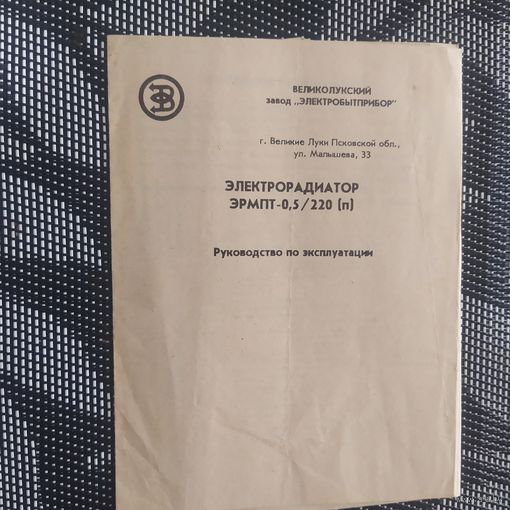 ВЕЛИКОЛУКСКИЙ
завод „ЭЛЕКТРОБЫТПРИБОР"
г. Великие Луки Псковской обл.,
ул. Малышева, 33
ЭЛЕКТРОРАДИАТОР
ЭРМПТ-0,5/220 (п)
Руководство по эксплуатации